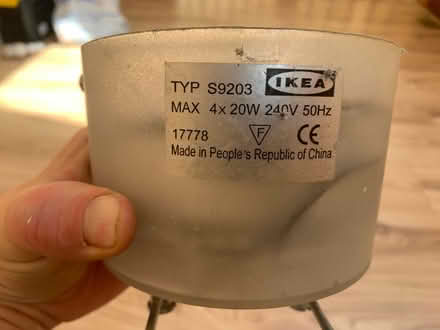 TYP S9203 IKEA
MAX 4x 20W 240V 50Hz
17778 F CE
Made in People's Republic of China